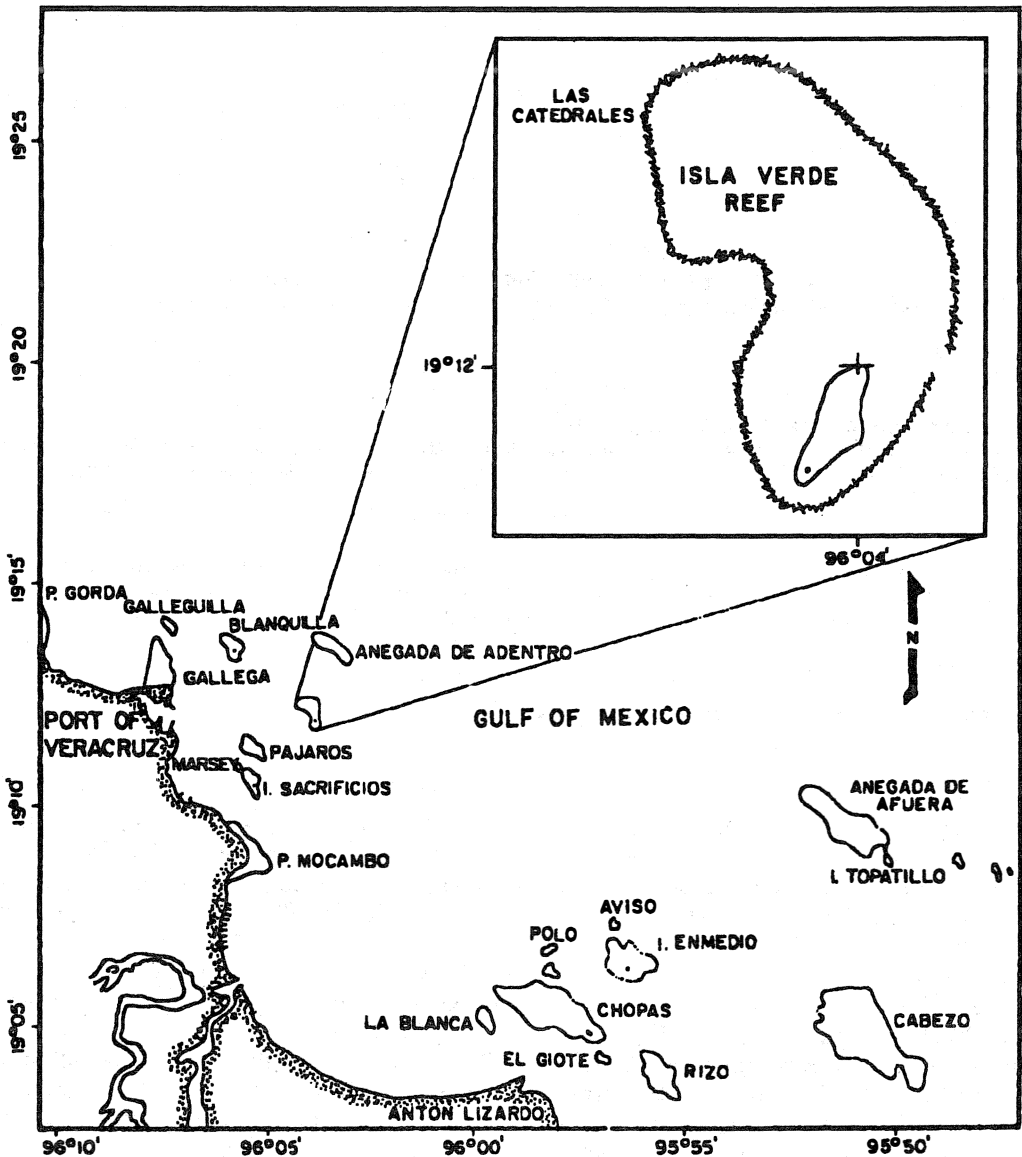 LAS
CATEDRALES
ISLA VERDE
REEF
19°12'
96°04'
19°25'
19°20'
19°15'
19°10'
19°05'
P. GORDA
GALLEGUILLA
BLANQUILLA
ANEGADA DE ADENTRO
GALLEGA
N
PORT OF
VERACRUZ
GULF OF MEXICO
PAJAROS
MARSEY
I. SACRIFICIOS
P. MOCAMBO
ANEGADA DE
AFUERA
I. TOPATILLO
AVISO
POLO
I. ENMEDIO
CHOPAS
LA BLANCA
CABEZO
EL GIOTE
RIZO
ANTON LIZARDO
96°10'
96°05'
96°00'
95°55'
95°50'